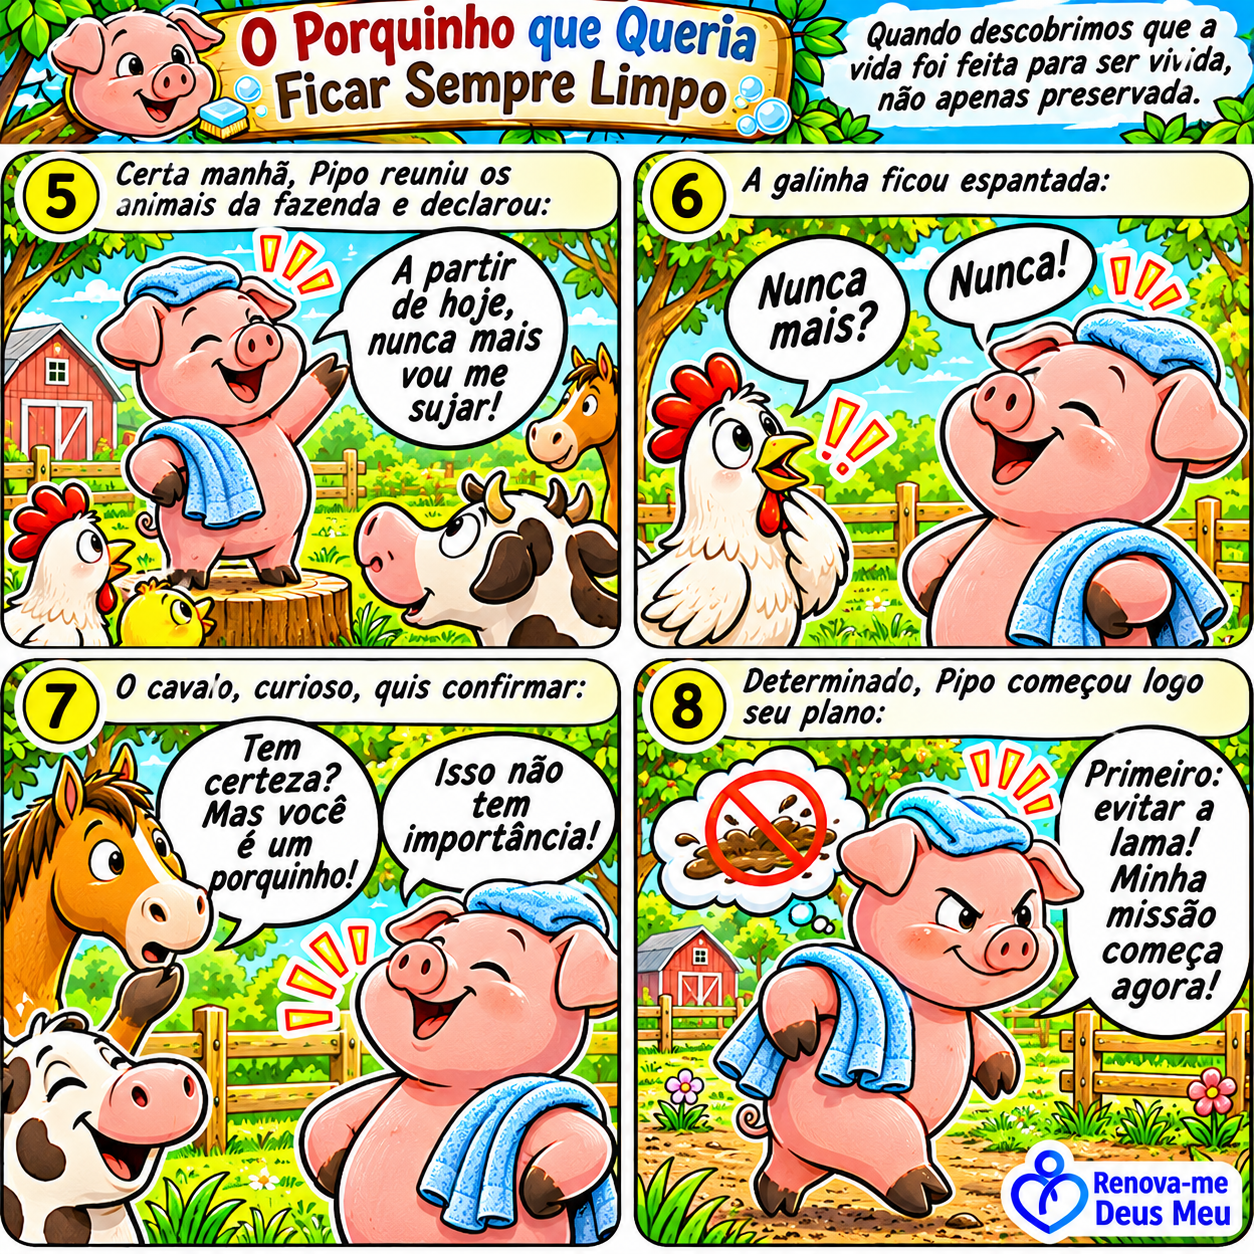 O Porquinho que Queria
Ficar Sempre Limpo
Quando descobrimos que a
vida foi feita para ser vivida,
não apenas preservada.
5
Certa manhã, Pipo reuniu os
animais da fazenda e declarou:
A partir
de hoje,
nunca mais
vou me
sujar!
6
A galinha ficou espantada:
Nunca
mais?
Nunca!
!!
7
O cavalo, curioso, quis confirmar:
Tem
certeza?
Mas você
é um
porquinho!
Isso não
tem
importância!
8
Determinado, Pipo começou logo
seu plano:
Primeiro:
evitar a
lama!
Minha
missão
começa
agora!
Renova-me
Deus Meu